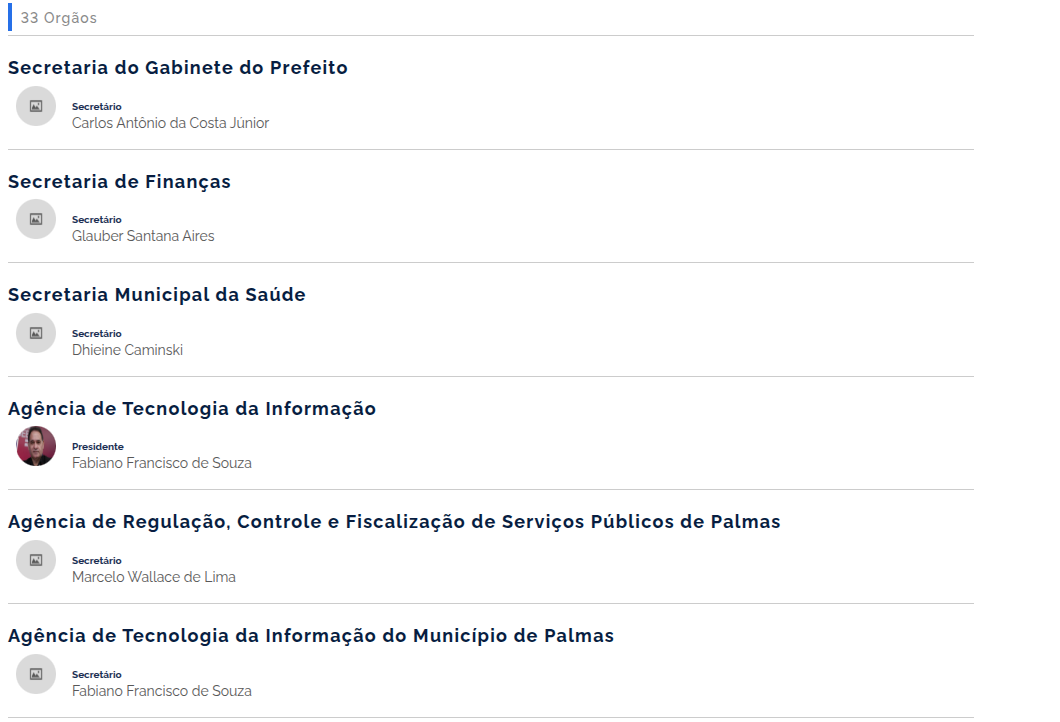 33 Orgãos
Secretaria do Gabinete do Prefeito
Secretário
Carlos Antônio da Costa Júnior
Secretaria de Finanças
Secretário
Glauber Santana Aires
Secretaria Municipal da Saúde
Secretário
Dhieine Caminski
Agência de Tecnologia da Informação
Presidente
Fabiano Francisco de Souza
Agência de Regulação, Controle e Fiscalização de Serviços Públicos de Palmas
Secretário
Marcelo Wallace de Lima
Agência de Tecnologia da Informação do Município de Palmas
Secretário
Fabiano Francisco de Souza